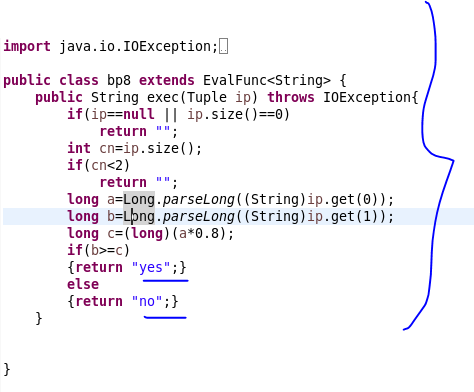 import java.io.IOException;
public class bp8 extends EvalFunc<String> {
    public String exec(Tuple ip) throws IOException{
        if(ip==null || ip.size()==0)
            return "";
        int cn=ip.size();
        if(cn<2)
            return "";
        long a=Long.parseLong((String)ip.get(0));
        long b=Long.parseLong((String)ip.get(1));
        long c=(long)(a*0.8);
        if(b>=c)
        {return "yes";}
        else
        {return "no";}
    }
}